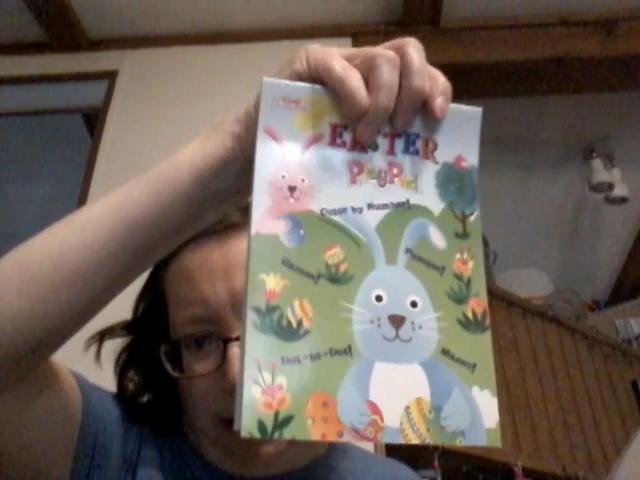 EASTER
PlayPad
Color by Number!
Games!
Puzzles!
Dot-to-Dot!
Mazes!